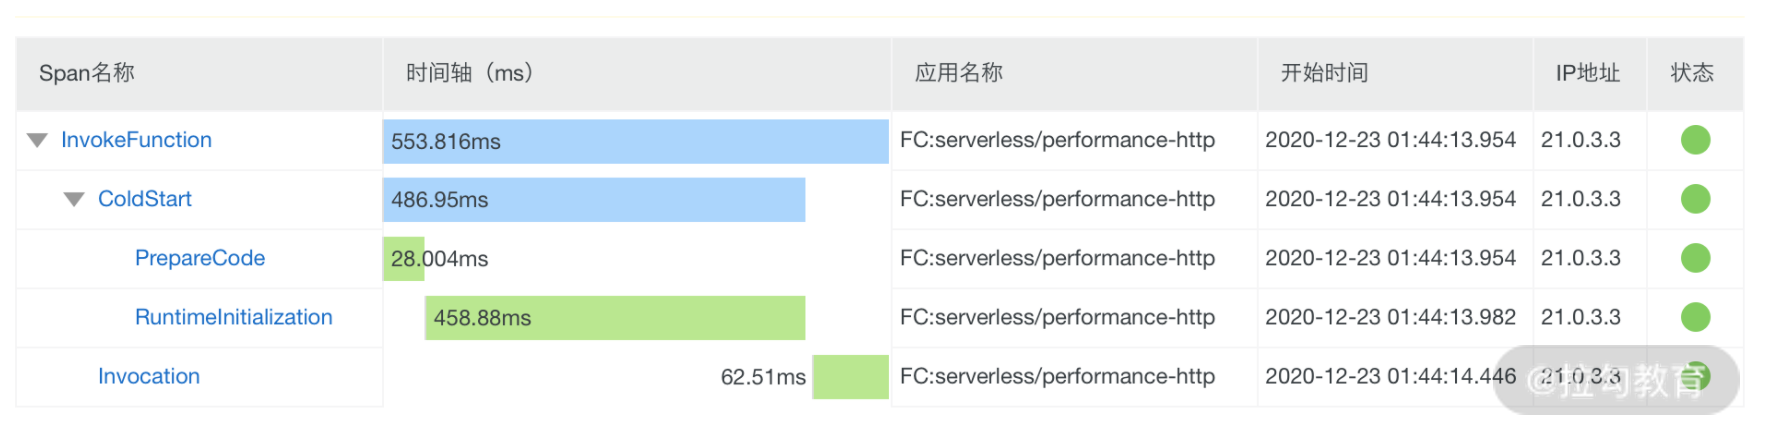 Span名称 时间轴（ms） 应用名称 开始时间 IP地址 状态
InvokeFunction 553.816ms FC:serverless/performance-http 2020-12-23 01:44:13.954 21.0.3.3
ColdStart 486.95ms FC:serverless/performance-http 2020-12-23 01:44:13.954 21.0.3.3
PrepareCode 28.004ms FC:serverless/performance-http 2020-12-23 01:44:13.954 21.0.3.3
RuntimeInitialization 458.88ms FC:serverless/performance-http 2020-12-23 01:44:13.982 21.0.3.3
Invocation 62.51ms FC:serverless/performance-http 2020-12-23 01:44:14.446 21.0.3.3
@拉勾教育